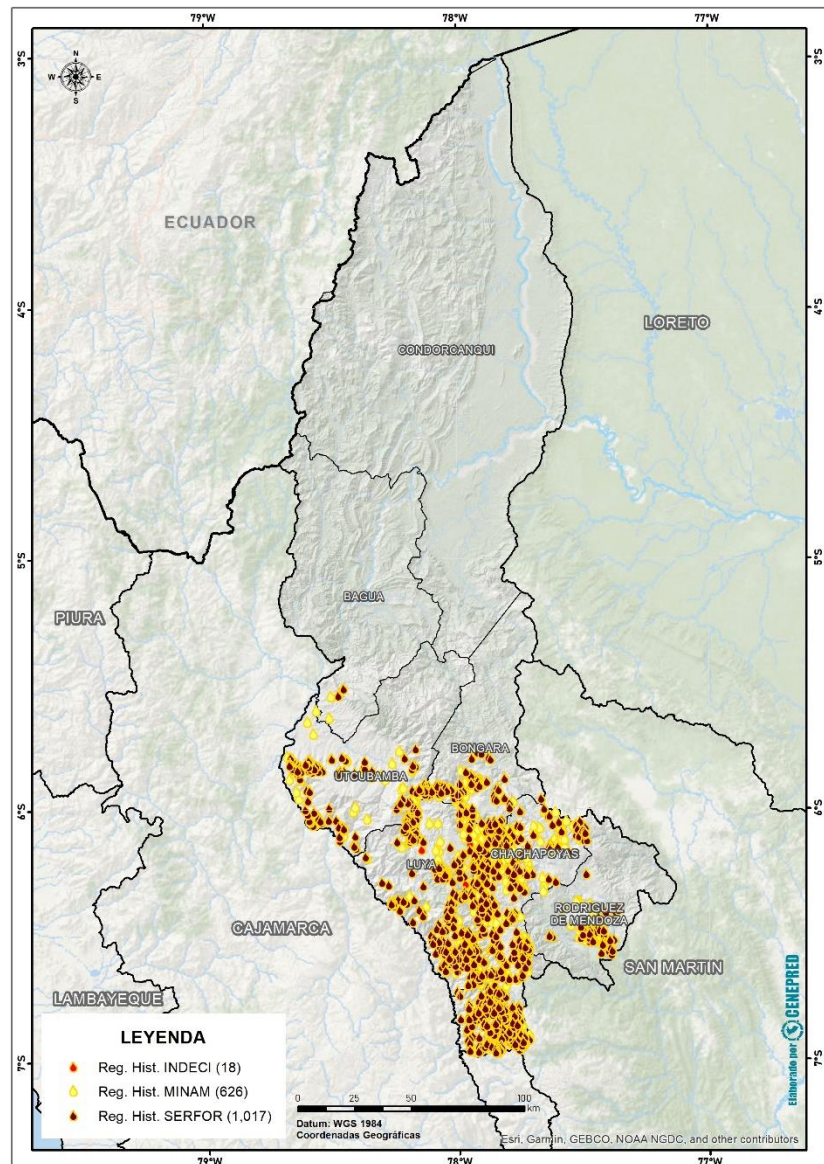 79°W
78°W
77°W
N
W
E
S
3°S
3°S
ECUADOR
LORETO
CONDORCANQUI
4°S
4°S
5°S
5°S
BAGUA
PIURA
BONGARA
UTCUBAMBA
6°S
6°S
CHACHAPOYAS
LUYA
RODRIGUEZ
DE MENDOZA
CAJAMARCA
SAN MARTIN
LAMBAYEQUE
LEYENDA
Reg. Hist. INDECI (18)
Reg. Hist. MINAM (626)
Reg. Hist. SERFOR (1,017)
7°S
7°S
0 25 50 100
km
Datum: WGS 1984
Coordenadas Geográficas
Esri, Garmin, GEBCO, NOAA NGDC, and other contributors
Elaborado por CENEPRED
79°W
78°W
77°W